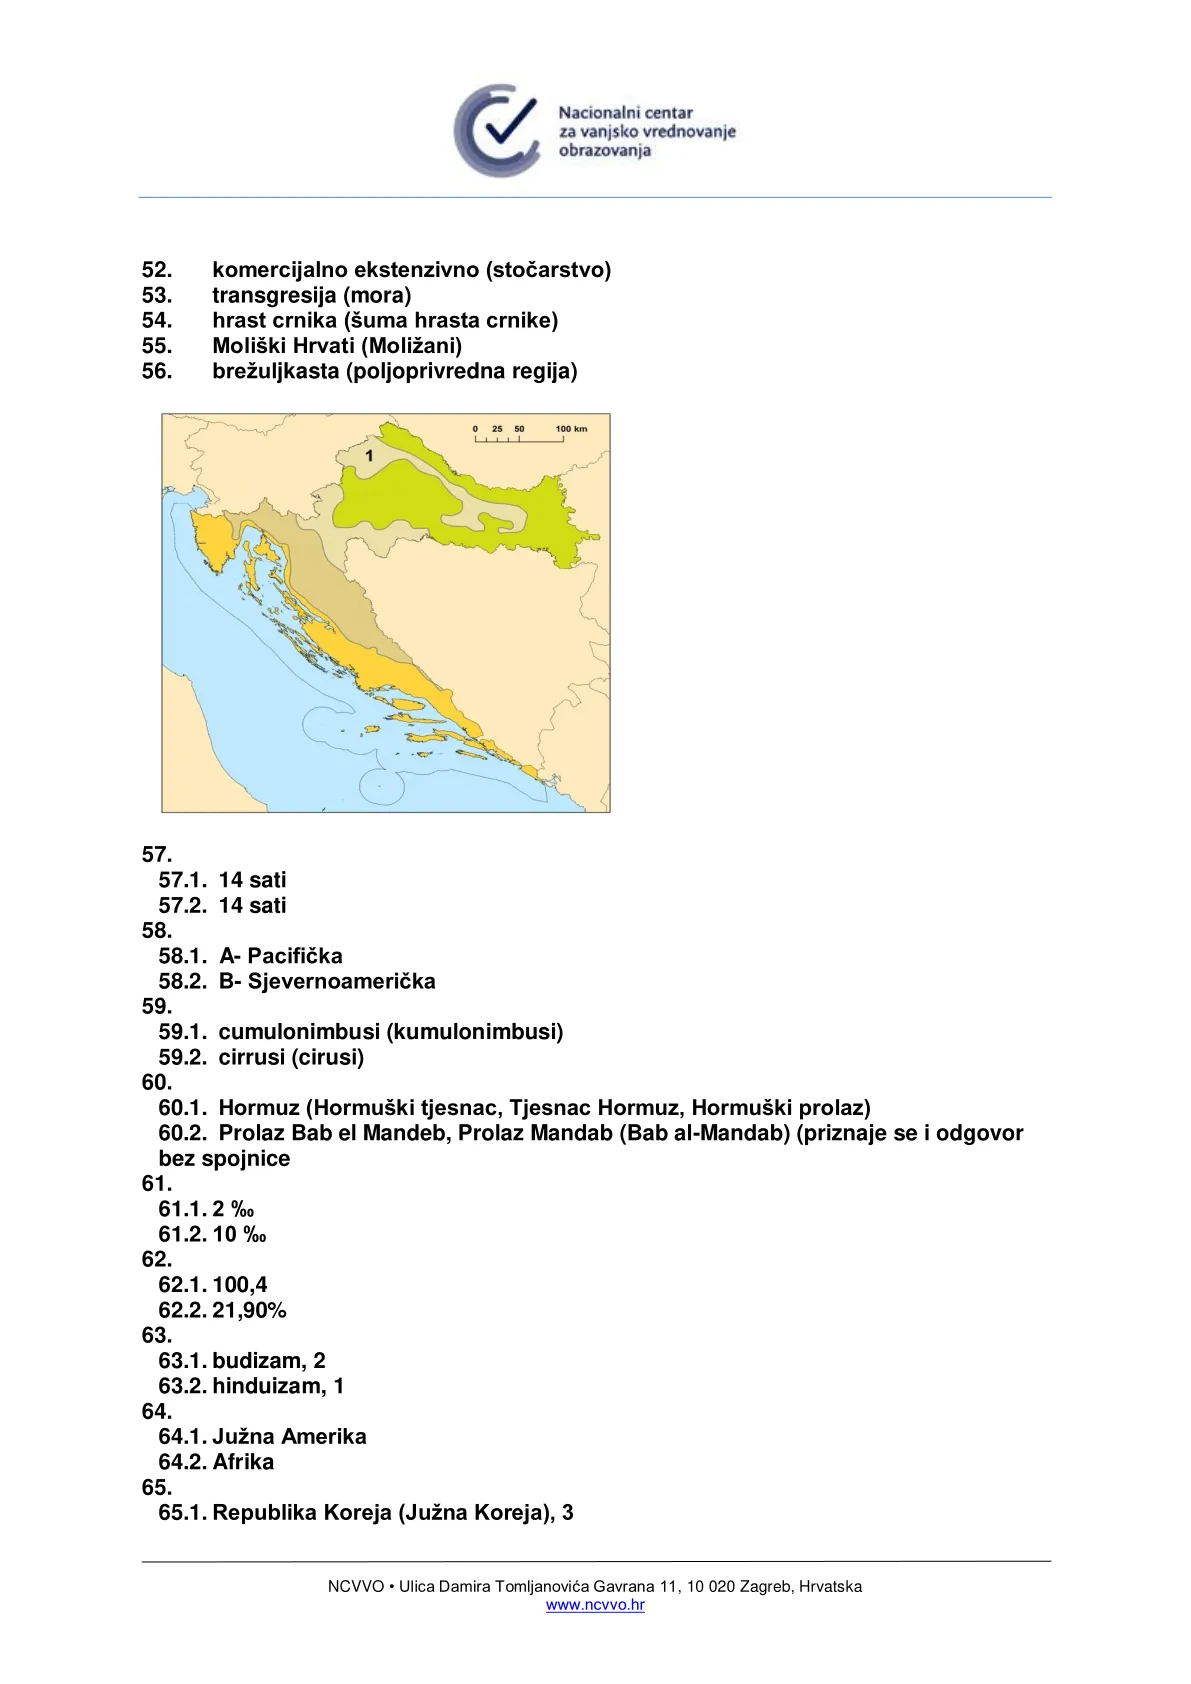 Nacionalni centar
za vanjsko vrednovanje
obrazovanja
52. komercijalno ekstenzivno (stočarstvo)
53. transgresija (mora)
54. hrast crnika (šuma hrasta crnike)
55. Moliški Hrvati (Moližani)
56. brežuljkasta (poljoprivredna regija)
0 25 50 100 km
1
57.
57.1. 14 sati
57.2. 14 sati
58.
58.1. A- Pacifička
58.2. B- Sjevernoamerička
59.
59.1. cumulonimbusi (kumulonimbusi)
59.2. cirrusi (cirusi)
60.
60.1. Hormuz (Hormuški tjesnac, Tjesnac Hormuz, Hormuški prolaz)
60.2. Prolaz Bab el Mandeb, Prolaz Mandab (Bab al-Mandab) (priznaje se i odgovor
bez spojnice
61.
61.1. 2 ‰
61.2. 10 ‰
62.
62.1. 100,4
62.2. 21,90%
63.
63.1. budizam, 2
63.2. hinduizam, 1
64.
64.1. Južna Amerika
64.2. Afrika
65.
65.1. Republika Koreja (Južna Koreja), 3
NCVVO • Ulica Damira Tomljanovića Gavrana 11, 10 020 Zagreb, Hrvatska
www.ncvvo.hr